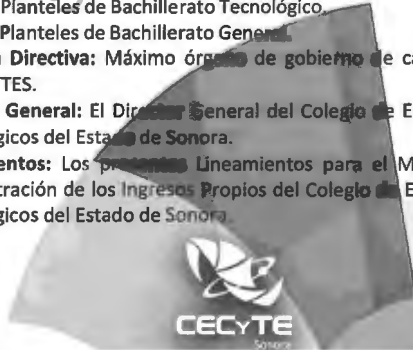 Planteles de Bachillerato Tecnológico.
Planteles de Bachillerato General.
Directiva: Máximo órgano de gobierno de
TES.
General: El Director General del Colegio de E
gicos del Estado de Sonora.
entos: Los presentes Lineamientos para el M
tración de los Ingresos Propios del Colegio de E
gicos del Estado de Sonora.
CECyTE
Sonora